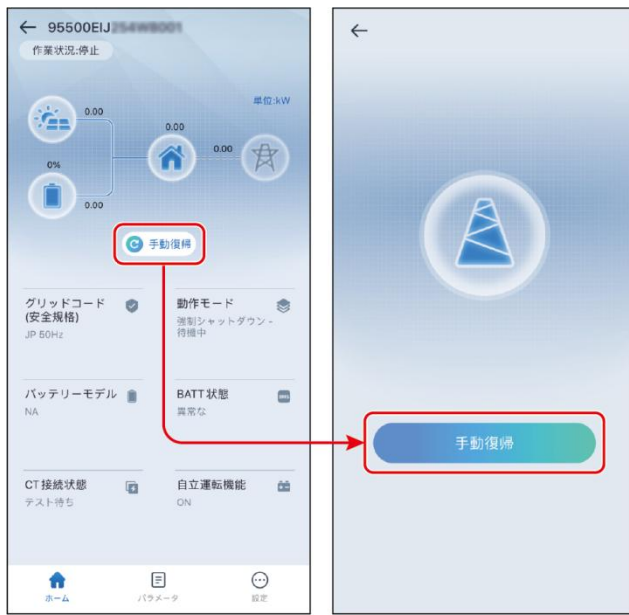 95500EIJ
作業状況:停止
単位:kW
0.00
0.00
0.00
0%
0.00
手動復帰
グリッドコード
(安全規格)
JP 50Hz
動作モード
強制シャットダウン -
待機中
バッテリーモデル
NA
BATT状態
異常な
CT接続状態
テスト待ち
自立運転機能
ON
ホーム
パラメータ
設定
手動復帰